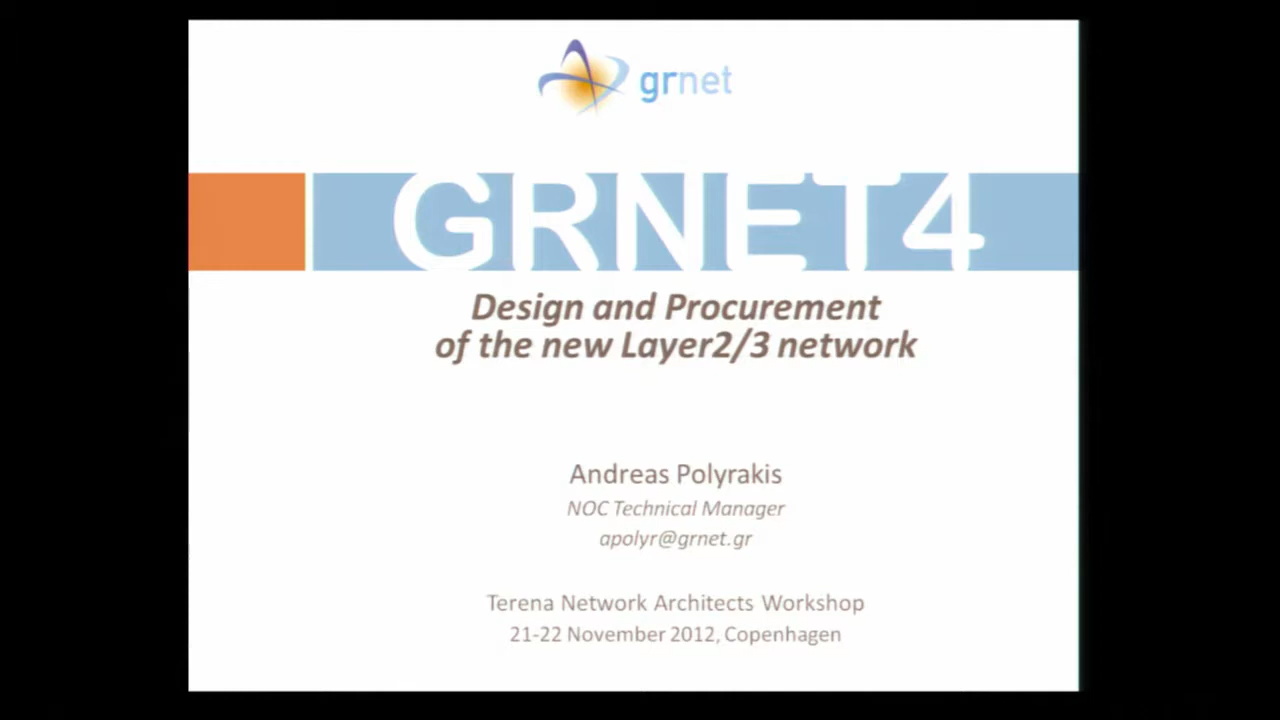 grnet
GRNET4
Design and Procurement
of the new Layer2/3 network
Andreas Polyrakis
NOC Technical Manager
apolyr@grnet.gr
Terena Network Architects Workshop
21-22 November 2012, Copenhagen